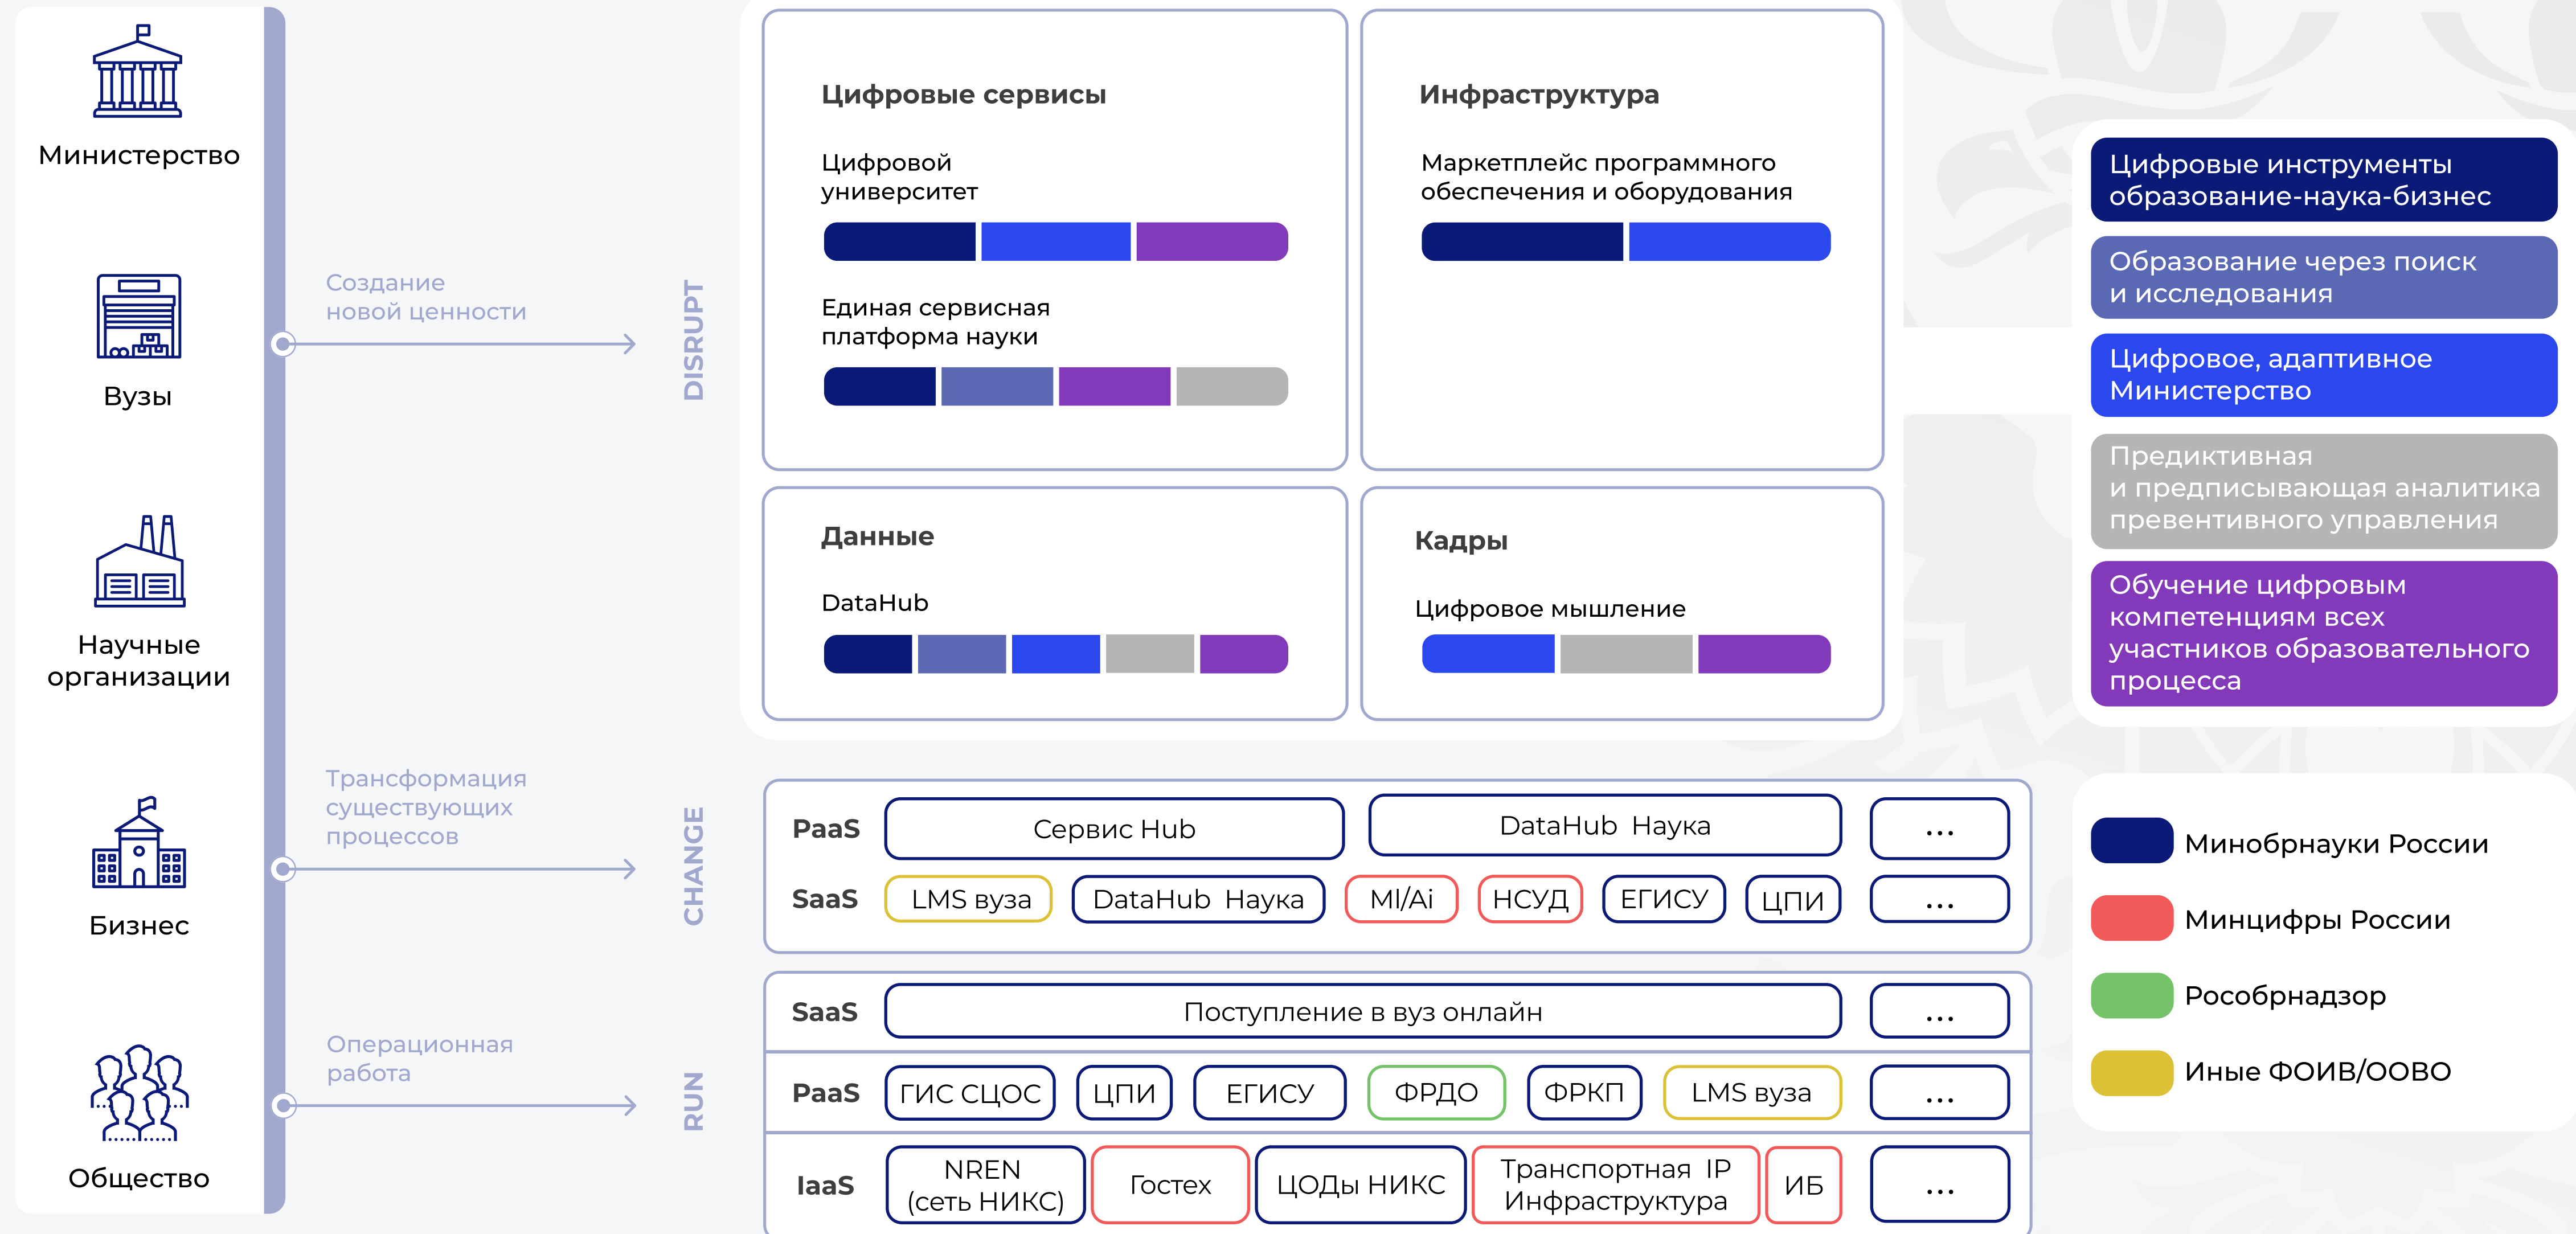 Министерство
Вузы
Научные
организации
Бизнес
Общество
Создание
новой ценности
Трансформация
существующих
процессов
Операционная
работа
DISRUPT
CHANGE
RUN
Цифровые сервисы
Цифровой
университет
Единая сервисная
платформа науки
Инфраструктура
Маркетплейс программного
обеспечения и оборудования
Данные
DataHub
Кадры
Цифровое мышление
PaaS
Сервис Hub
DataHub Наука
...
SaaS
LMS вуза
DataHub Наука
Ml/Ai
НСУД
ЕГИСУ
ЦПИ
...
SaaS
Поступление в вуз онлайн
...
PaaS
ГИС СЦОС
ЦПИ
ЕГИСУ
ФРДО
ФРКП
LMS вуза
...
IaaS
NREN
(сеть НИКС)
Гостех
ЦОДы НИКС
Транспортная IP
Инфраструктура
ИБ
...
Цифровые инструменты
образование-наука-бизнес
Образование через поиск
и исследования
Цифровое, адаптивное
Министерство
Предиктивная
и предписывающая аналитика
превентивного управления
Обучение цифровым
компетенциям всех
участников образовательного
процесса
Минобрнауки России
Минцифры России
Рособрнадзор
Иные ФОИВ/ООВО